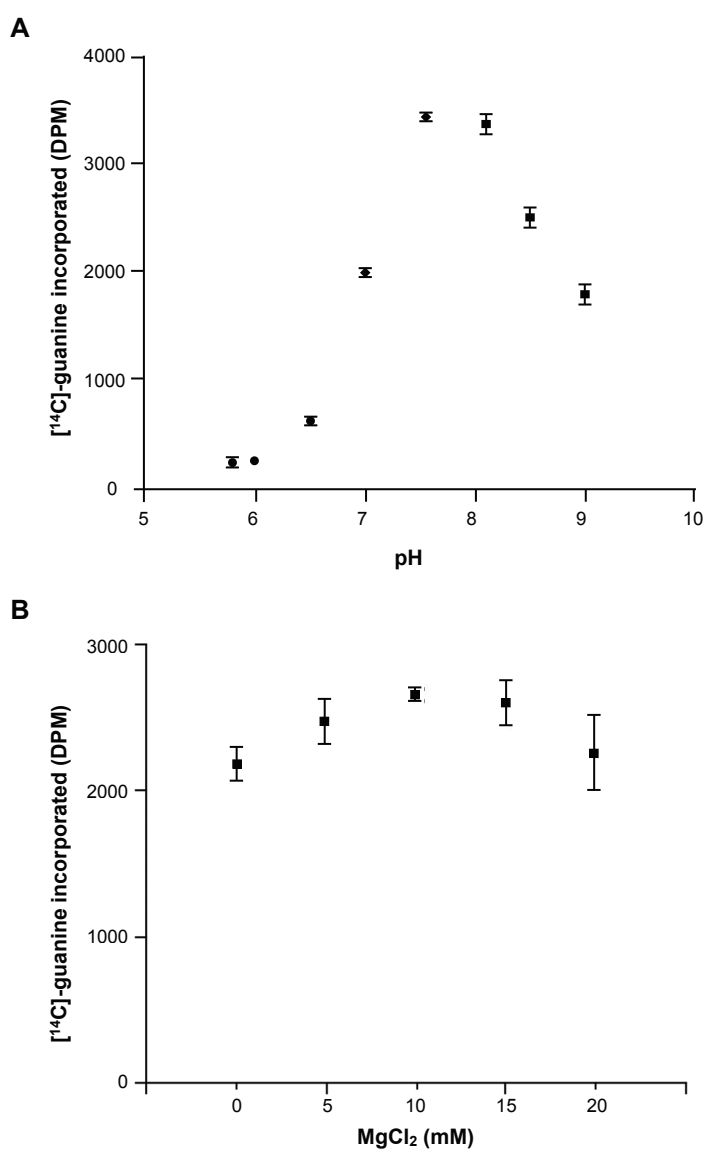 A
[¹⁴C]-guanine incorporated (DPM)
4000
3000
2000
1000
0
5 6 7 8 9 10
pH
B
[¹⁴C]-guanine incorporated (DPM)
3000
2000
1000
0
0 5 10 15 20
MgCl₂ (mM)